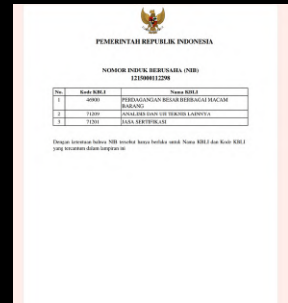 PEMERINTAH REPUBLIK INDONESIA
NOMOR INDUK BERUSAHA (NIB)
1215000112298
No. Kode KBLI Nama KBLI
1 46900 PERDAGANGAN BESAR BERBAGAI MACAM BARANG
2 71209 ANALISIS DAN UJI TEKNIS LAINNYA
3 71201 JASA SERTIFIKASI
Dengan ketentuan bahwa NIB tersebut hanya berlaku untuk Nama KBLI dan Kode KBLI
yang tercantum dalam lampiran ini